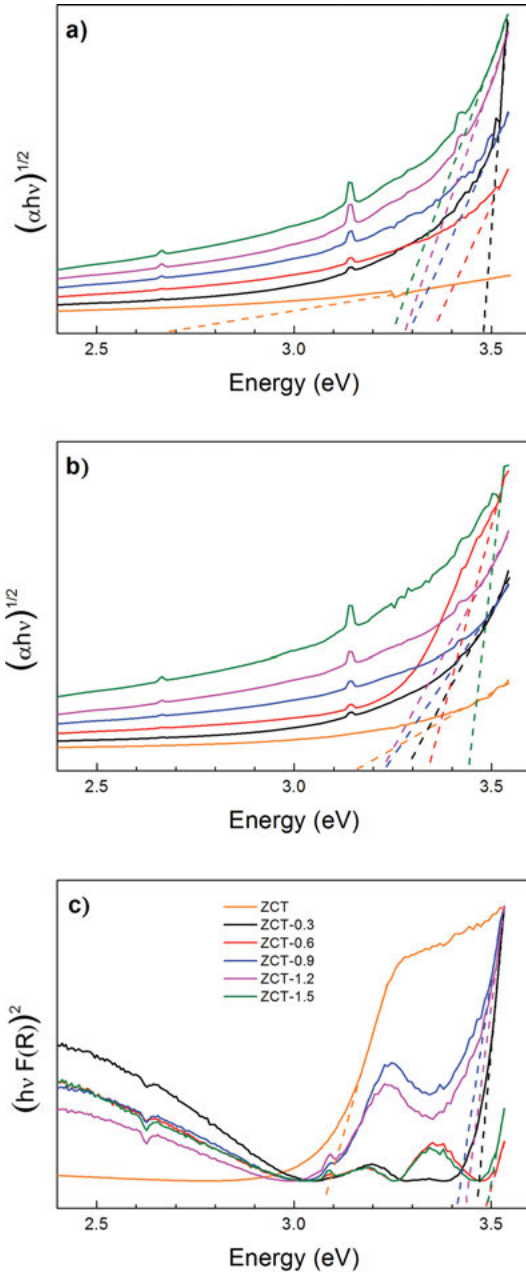 a)
(αhν)1/2
2.5 3.0 3.5
Energy (eV)
b)
(αhν)1/2
2.5 3.0 3.5
Energy (eV)
c)
ZCT
ZCT-0.3
ZCT-0.6
ZCT-0.9
ZCT-1.2
ZCT-1.5
(hν F(R))2
2.5 3.0 3.5
Energy (eV)